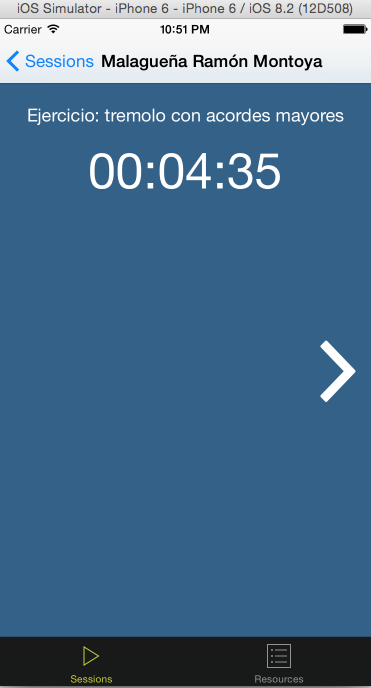 iOS Simulator - iPhone 6 - iPhone 6 / iOS 8.2 (12D508)
Carrier 10:51 PM
Sessions Malagueña Ramón Montoya
Ejercicio: tremolo con acordes mayores
00:04:35
Sessions Resources